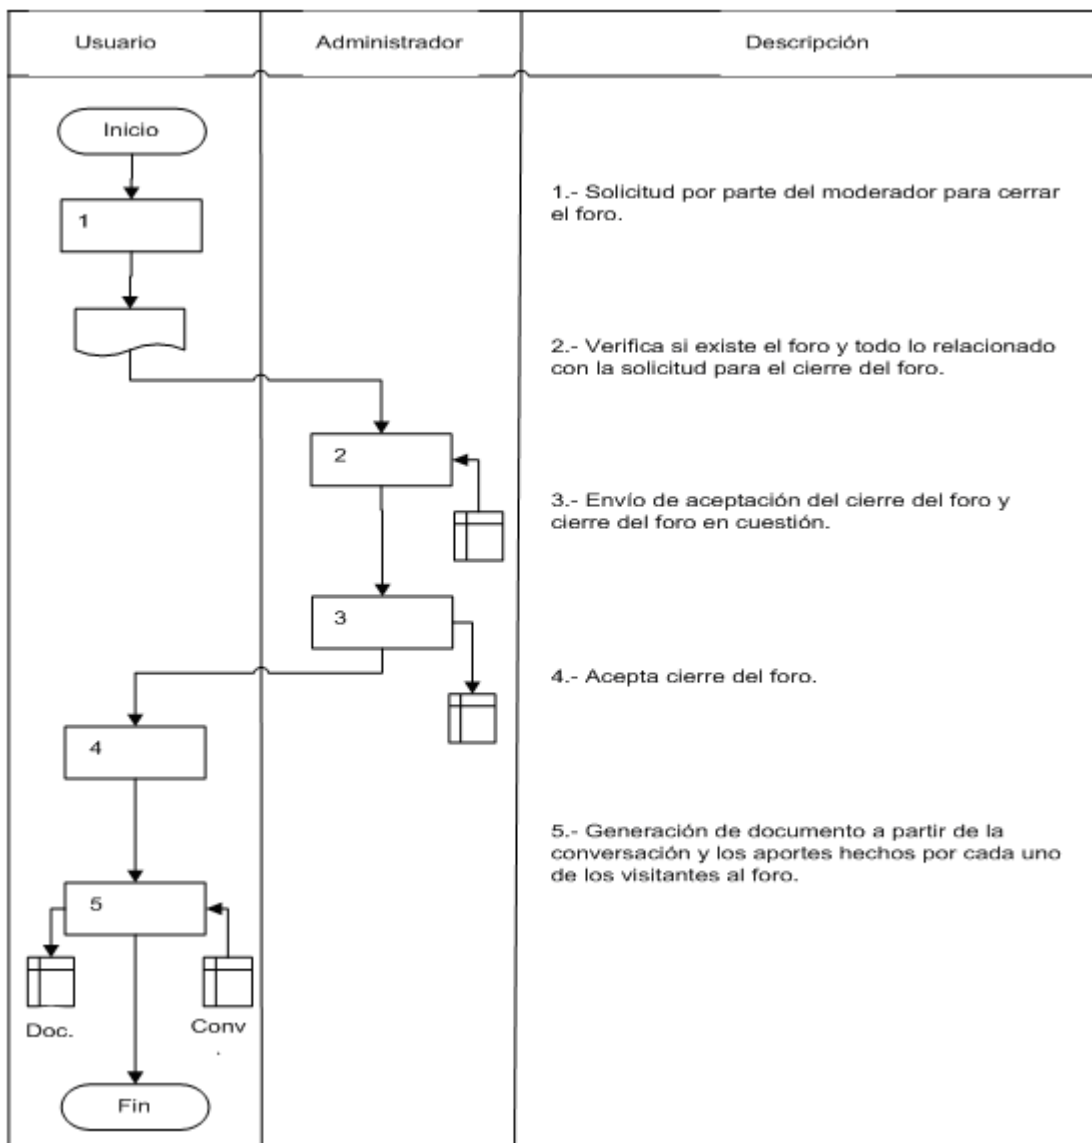 Usuario
Administrador
Descripción
Inicio
1
1.- Solicitud por parte del moderador para cerrar
el foro.
2.- Verifica si existe el foro y todo lo relacionado
con la solicitud para el cierre del foro.
2
3.- Envío de aceptación del cierre del foro y
cierre del foro en cuestión.
3
4.- Acepta cierre del foro.
4
5.- Generación de documento a partir de la
conversación y los aportes hechos por cada uno
de los visitantes al foro.
5
Doc.
Conv
.
Fin